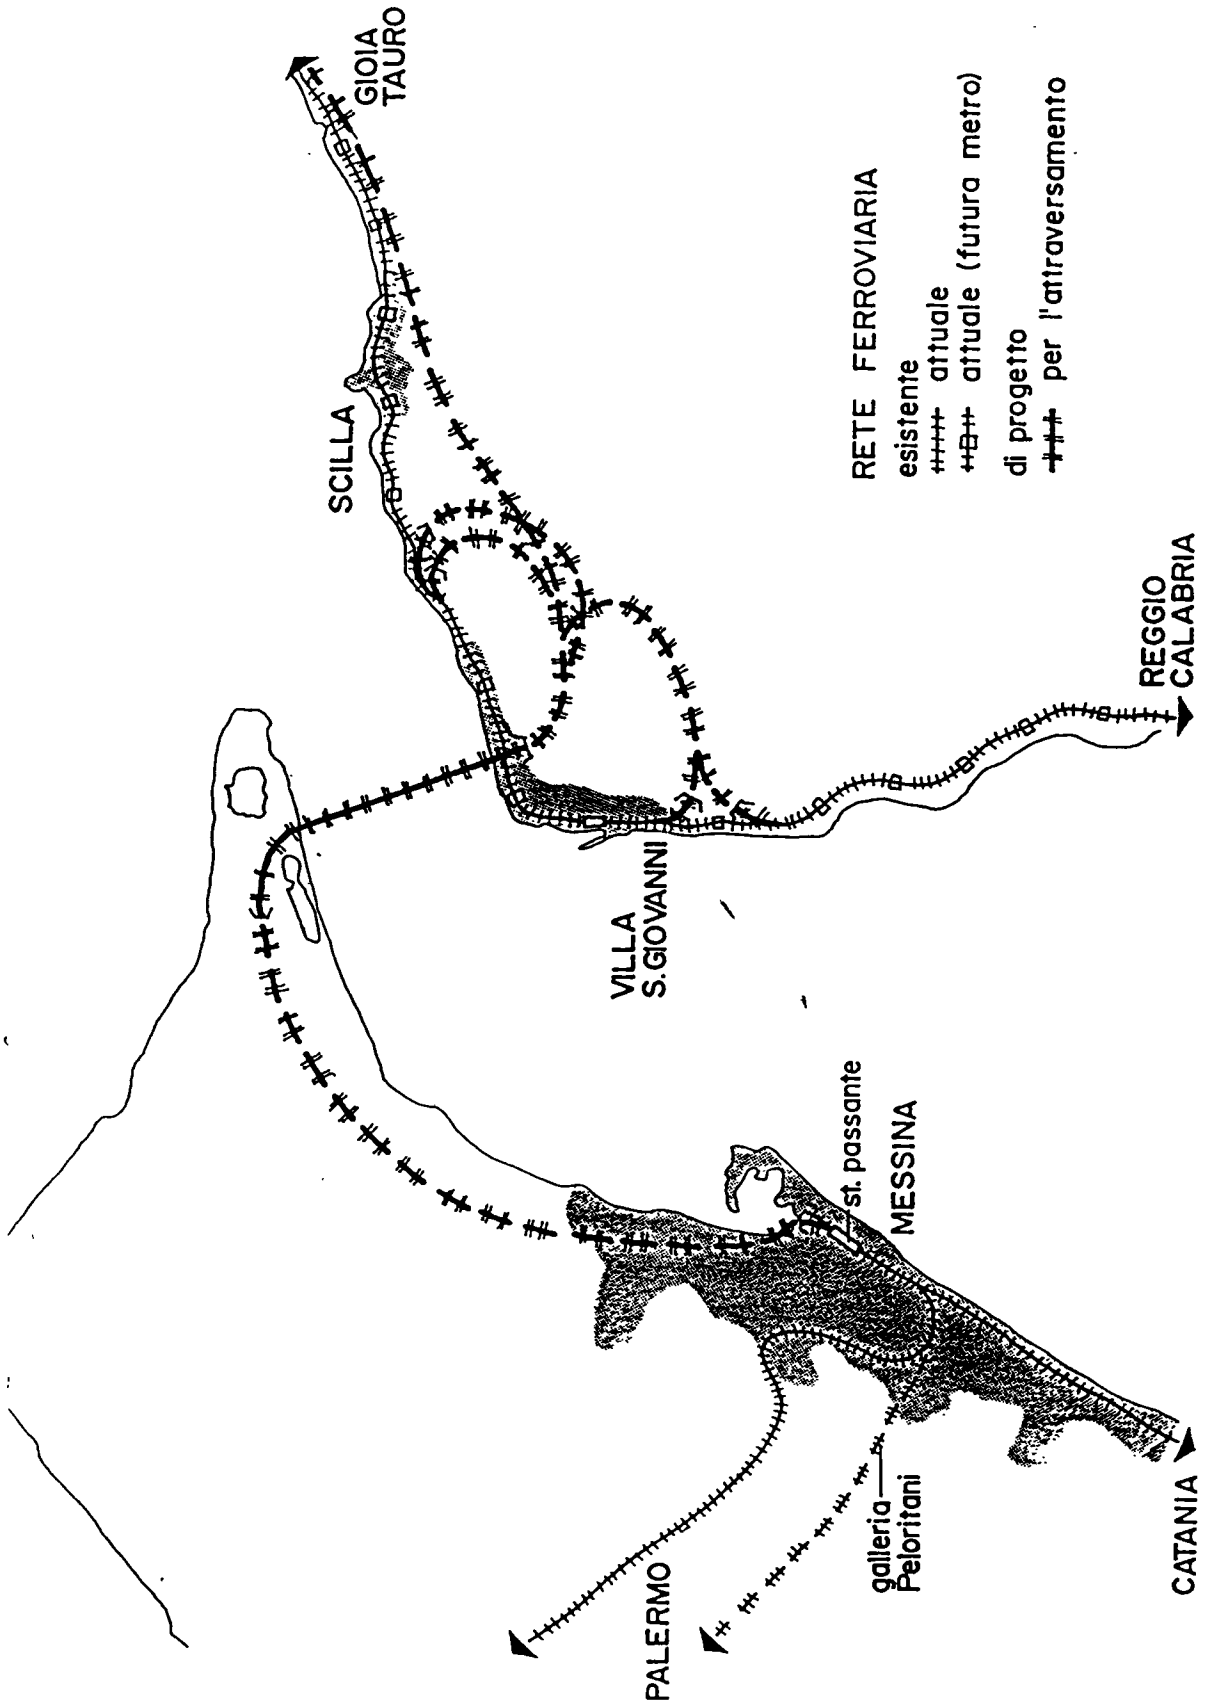 GIOIA
TAURO
SCILLA
VILLA
S. GIOVANNI
REGGIO
CALABRIA
MESSINA
st. passante
PALERMO
galleria
Peloritani
CATANIA
RETE FERROVIARIA
esistente
attuale
attuale (futura metro)
di progetto
per l'attraversamento